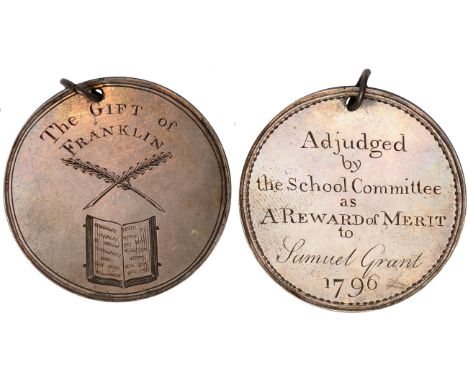 The GIFT of
FRANKLIN
Adjudged
by
the School Committee
as
A REWARD of MERIT
to
Samuel Grant
1796